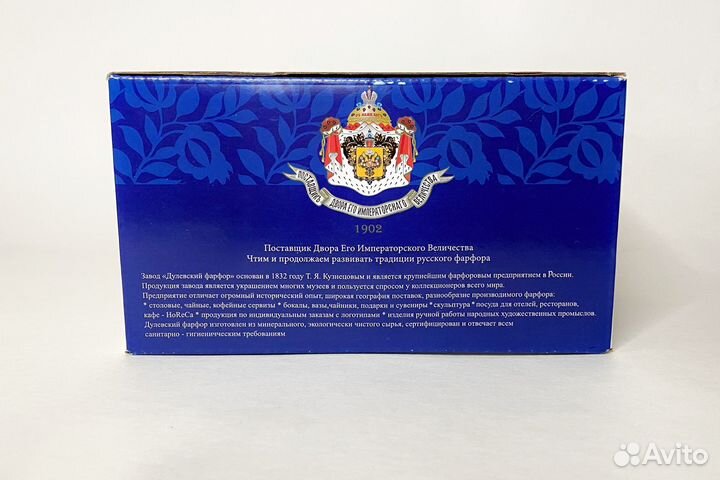 ПОСТАВЩИКЪ ДВОРА ЕГО ИМПЕРАТОРСКАГО ВЕЛИЧЕСТВА
1902
Поставщик Двора Его Императорского Величества
Чтим и продолжаем развивать традиции русского фарфора
Завод «Дулевский фарфор» основан в 1832 году Т. Я. Кузнецовым и является крупнейшим фарфоровым предприятием в России.
Продукция завода является украшением многих музеев и пользуется спросом у коллекционеров всего мира.
Предприятие отличает огромный исторический опыт, широкая география поставок, разнообразие производимого фарфора:
* столовые, чайные, кофейные сервизы * бокалы, вазы,чайники, подарки и сувениры *скульптура* посуда для отелей, ресторанов,
кафе - HoReCa * продукция по индивидуальным заказам с логотипами * изделия ручной работы народных художественных промыслов.
Дулевский фарфор изготовлен из минерального, экологически чистого сырья, сертифицирован и отвечает всем
санитарно - гигиеничческим требованиям
Avito